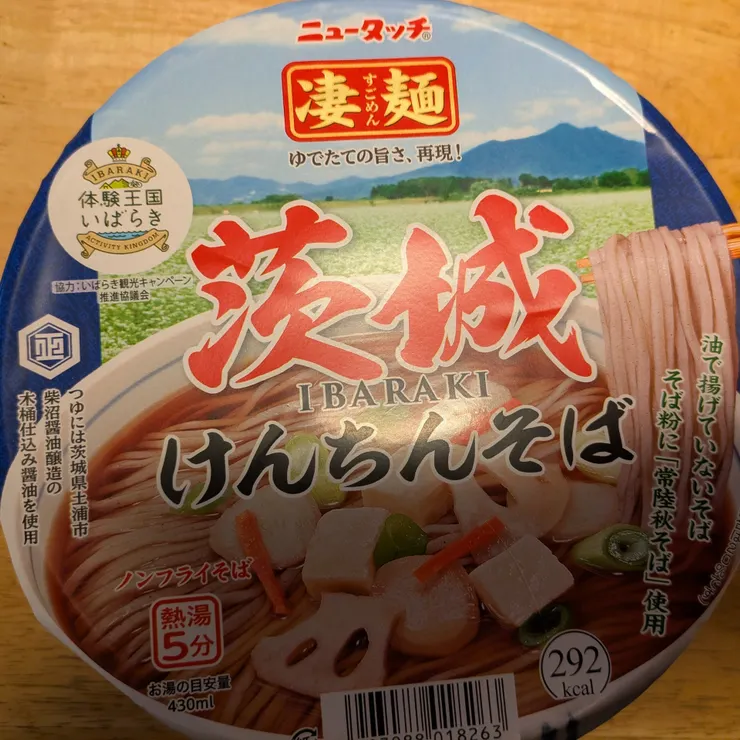 ニュータッチ®
凄麺
すごめん
ゆでたての旨さ、再現!
IBARAKI
体験王国
いばらき
ACTIVITY KINGDOM
協力:いばらき観光キャンペーン
推進協議会
茨城
IBARAKI
けんちんそば
油で揚げていないそば
そば粉に「常陸秋そば」使用
つゆには茨城県土浦市
柴沼醤油醸造の
木桶仕込み醤油を使用
ノンフライそば
熱湯
5分
お湯の目安量
430ml
292
kcal
018263